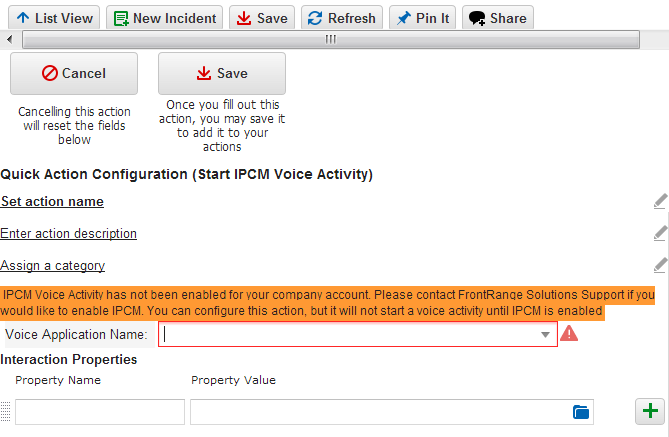 List View New Incident Save Refresh Pin It Share
Cancel Save
Cancelling this action
will reset the fields
below
Once you fill out this
action, you may save it
to add it to your
actions
Quick Action Configuration (Start IPCM Voice Activity)
Set action name
Enter action description
Assign a category
IPCM Voice Activity has not been enabled for your company account. Please contact FrontRange Solutions Support if you
would like to enable IPCM. You can configure this action, but it will not start a voice activity until IPCM is enabled
Voice Application Name:
Interaction Properties
Property Name Property Value